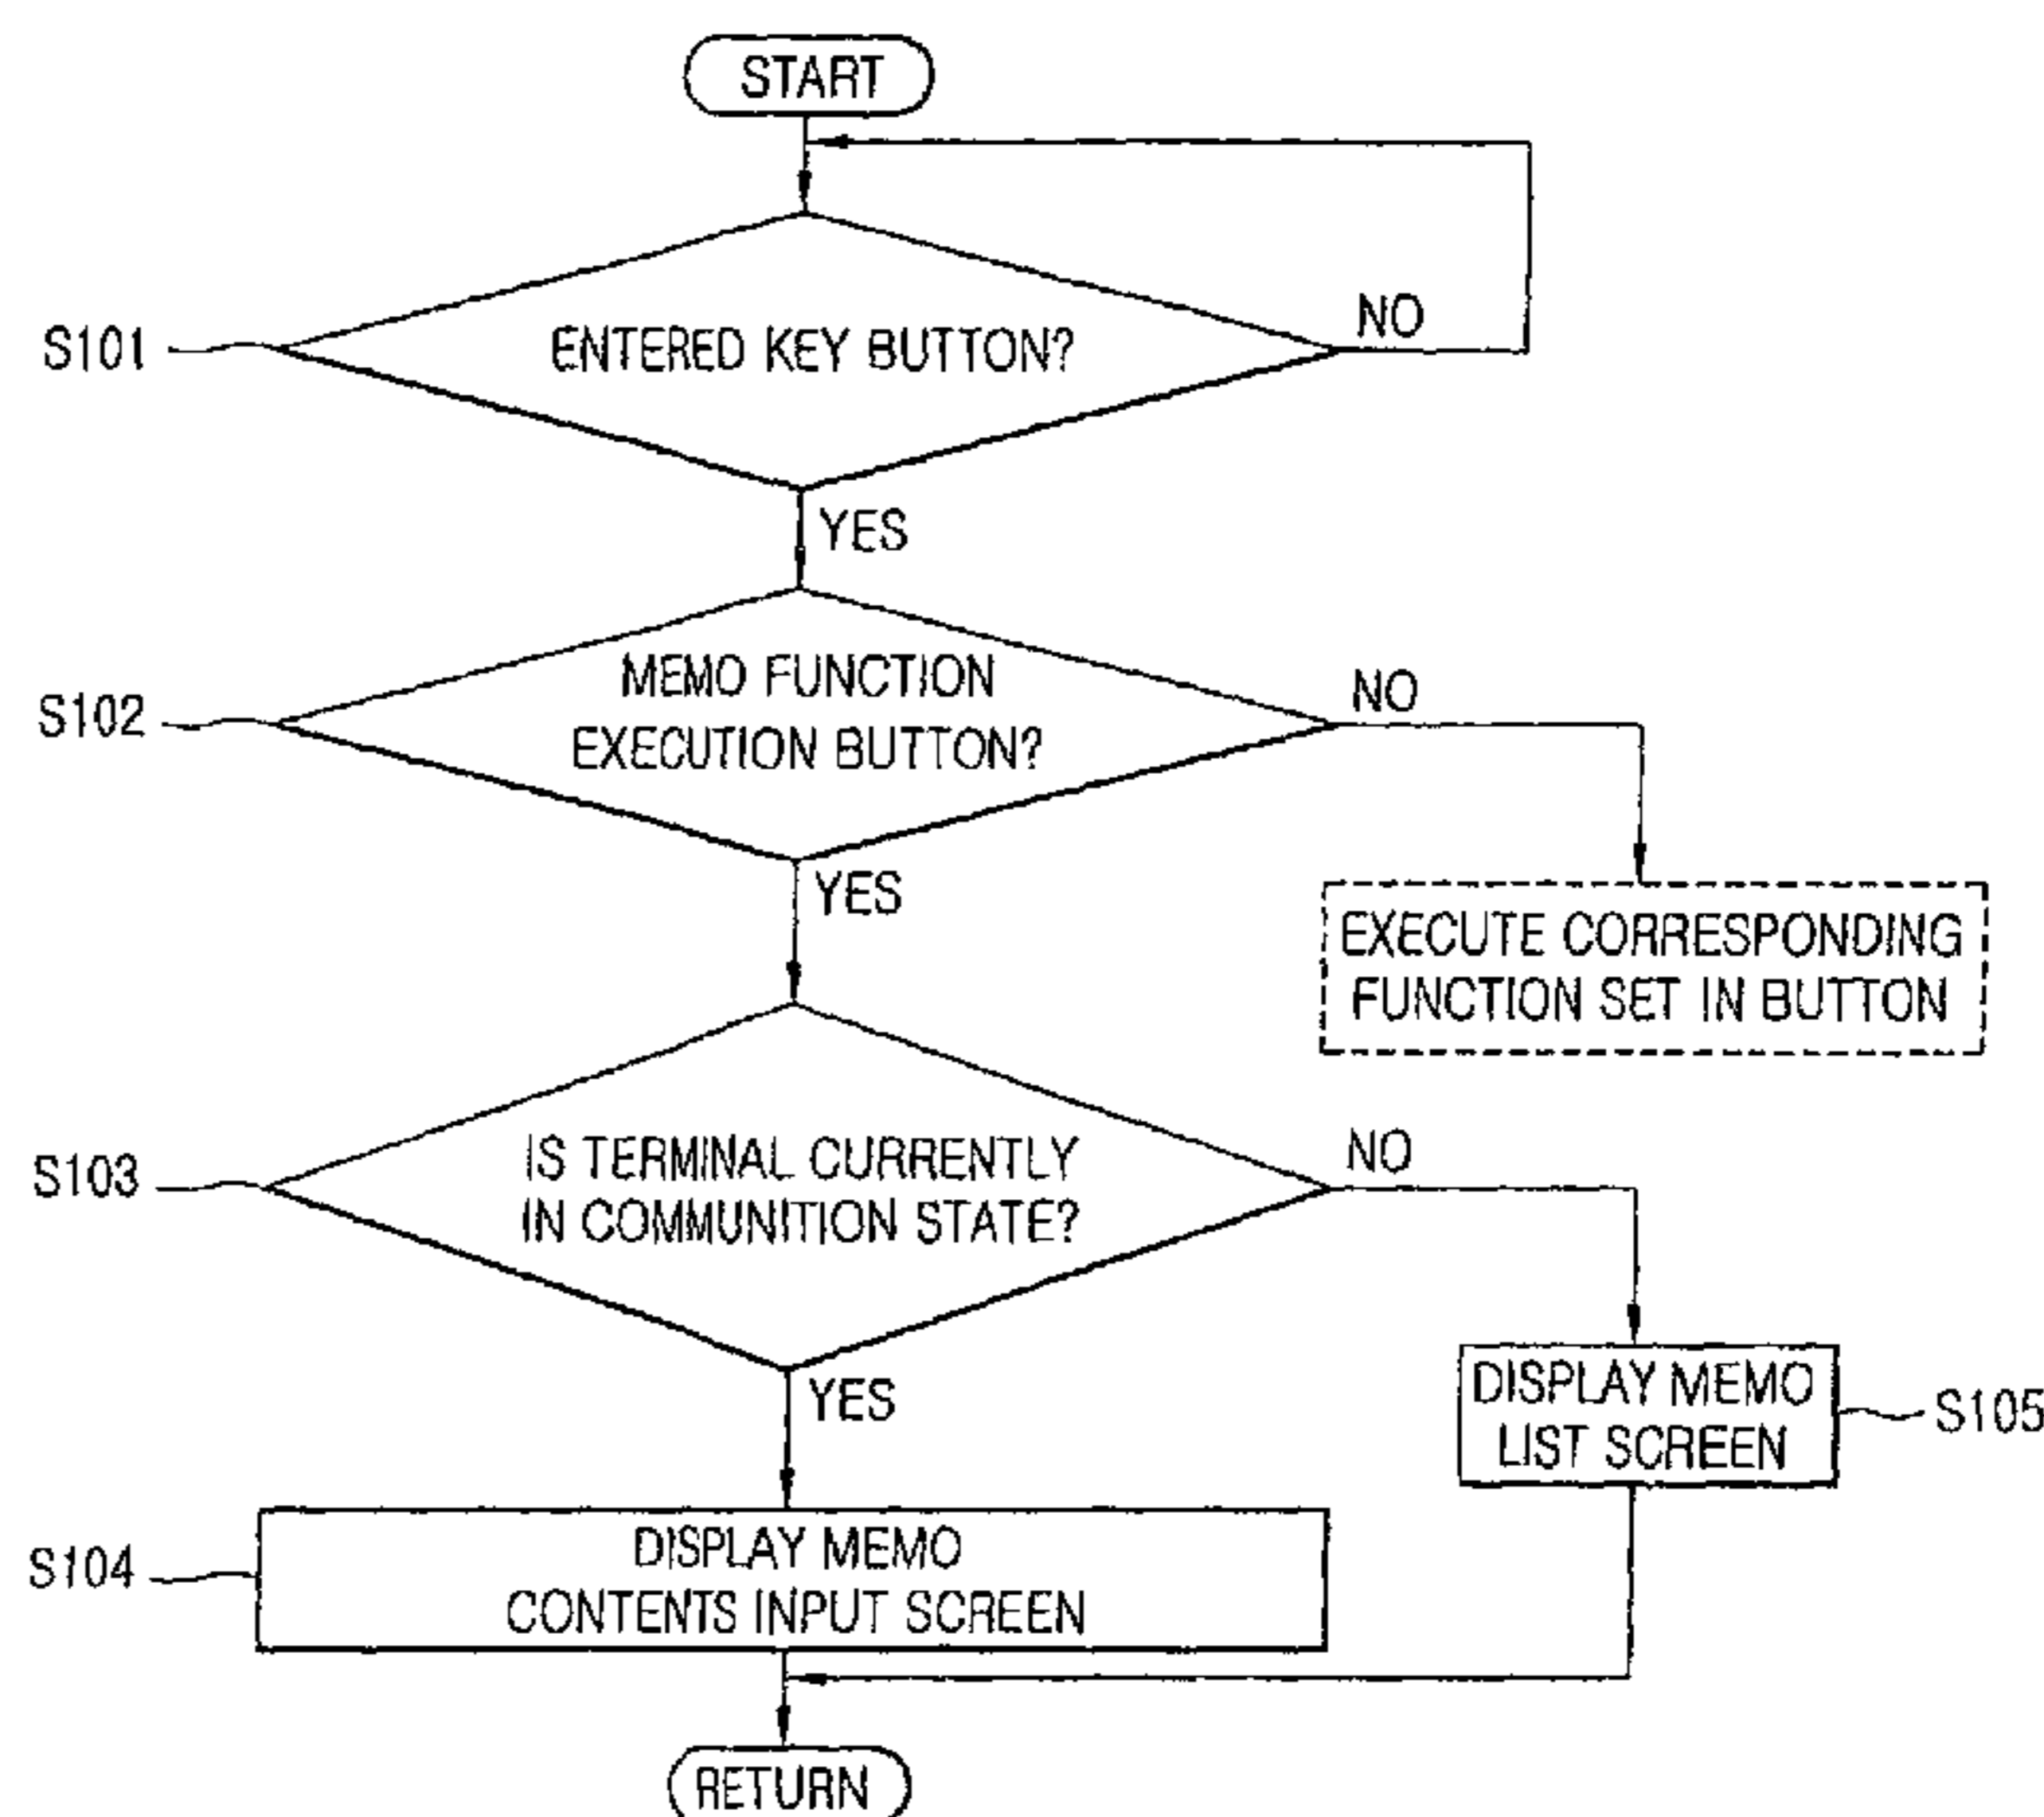 START
S101
ENTERED KEY BUTTON?
NO
YES
S102
MEMO FUNCTION
EXECUTION BUTTON?
NO
YES
EXECUTE CORRESPONDING
FUNCTION SET IN BUTTON
S103
IS TERMINAL CURRENTLY
IN COMMUNITION STATE?
NO
YES
DISPLAY MEMO
LIST SCREEN
S105
S104
DISPLAY MEMO
CONTENTS INPUT SCREEN
RETURN